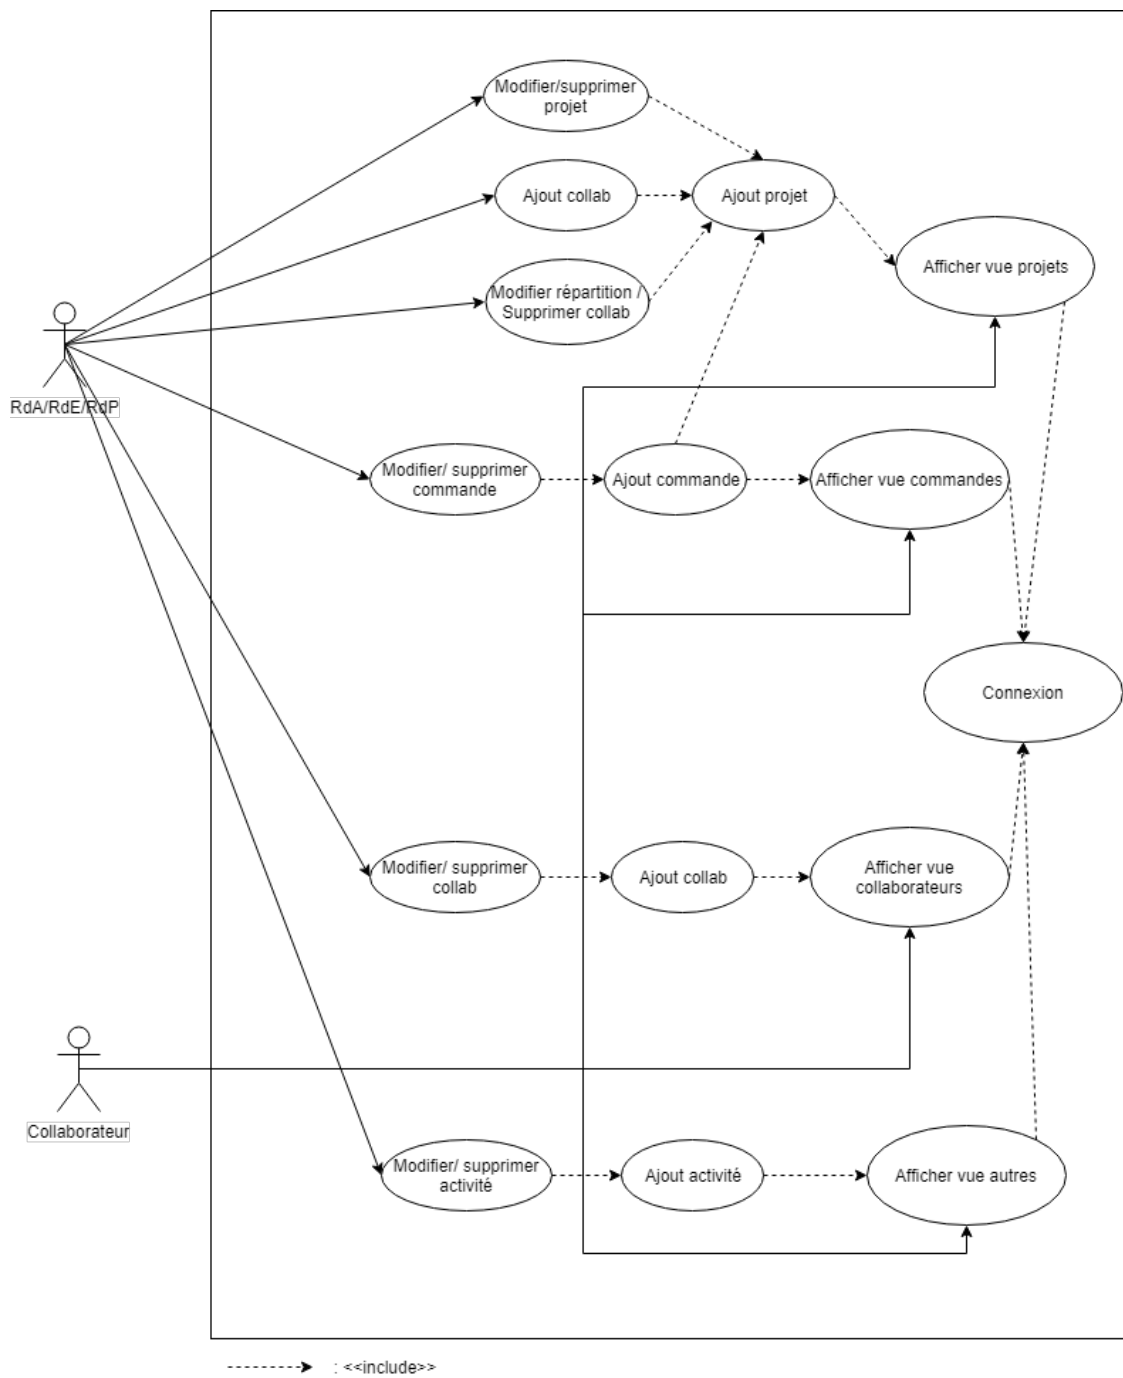 Modifier/supprimer
projet
Ajout collab
Ajout projet
Afficher vue projets
Modifier répartition /
Supprimer collab
RdA/RdE/RdP
Modifier/ supprimer
commande
Ajout commande
Afficher vue commandes
Connexion
Modifier/ supprimer
collab
Ajout collab
Afficher vue
collaborateurs
Collaborateur
Modifier/ supprimer
activité
Ajout activité
Afficher vue autres
: <<include>>